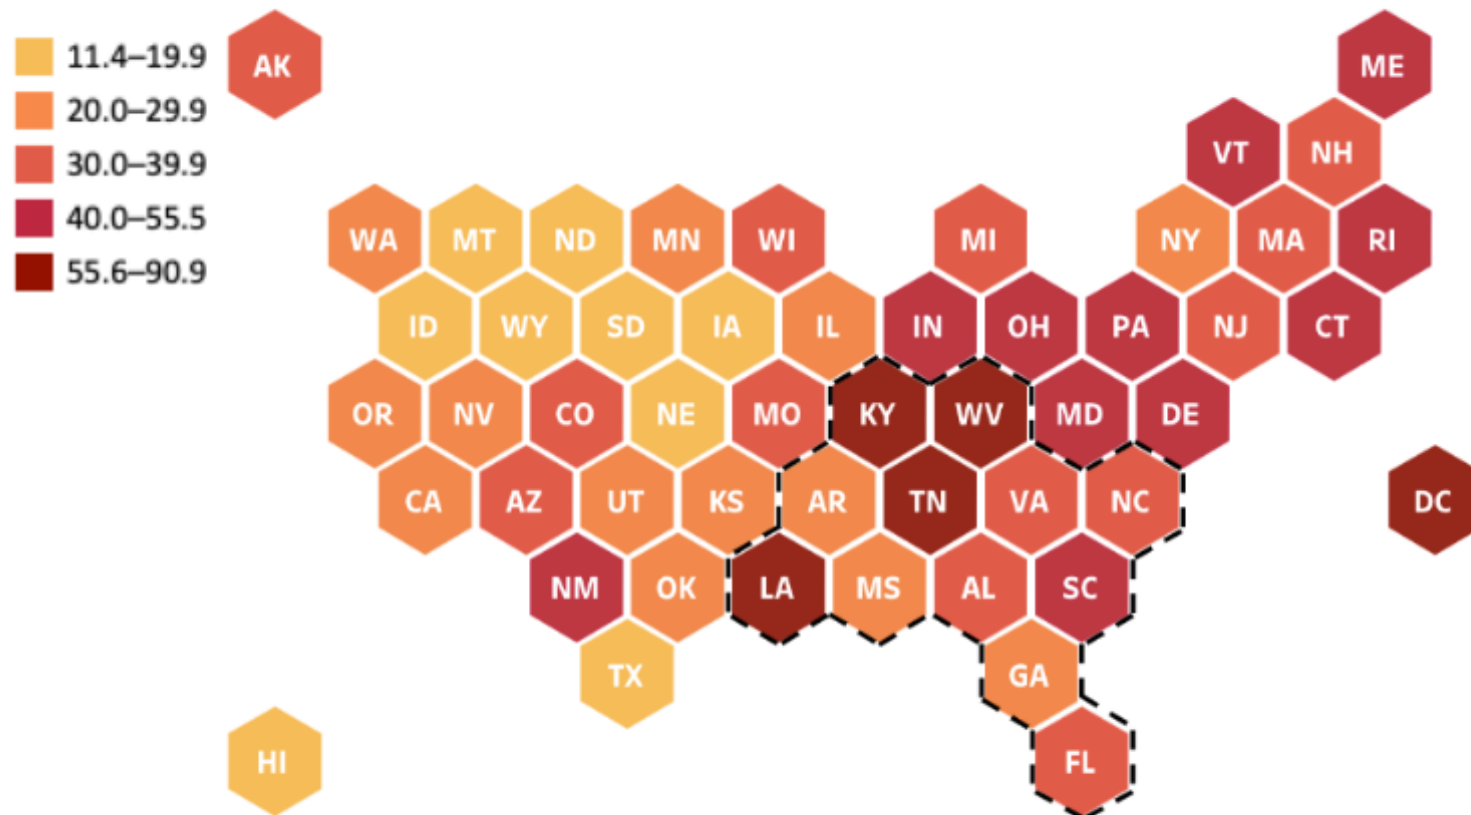 11.4–19.9
20.0–29.9
30.0–39.9
40.0–55.5
55.6–90.9
AK
ME
VT NH
WA MT ND MN WI MI NY MA RI
ID WY SD IA IL IN OH PA NJ CT
OR NV CO NE MO KY WV MD DE
CA AZ UT KS AR TN VA NC DC
NM OK LA MS AL SC
TX GA
HI FL